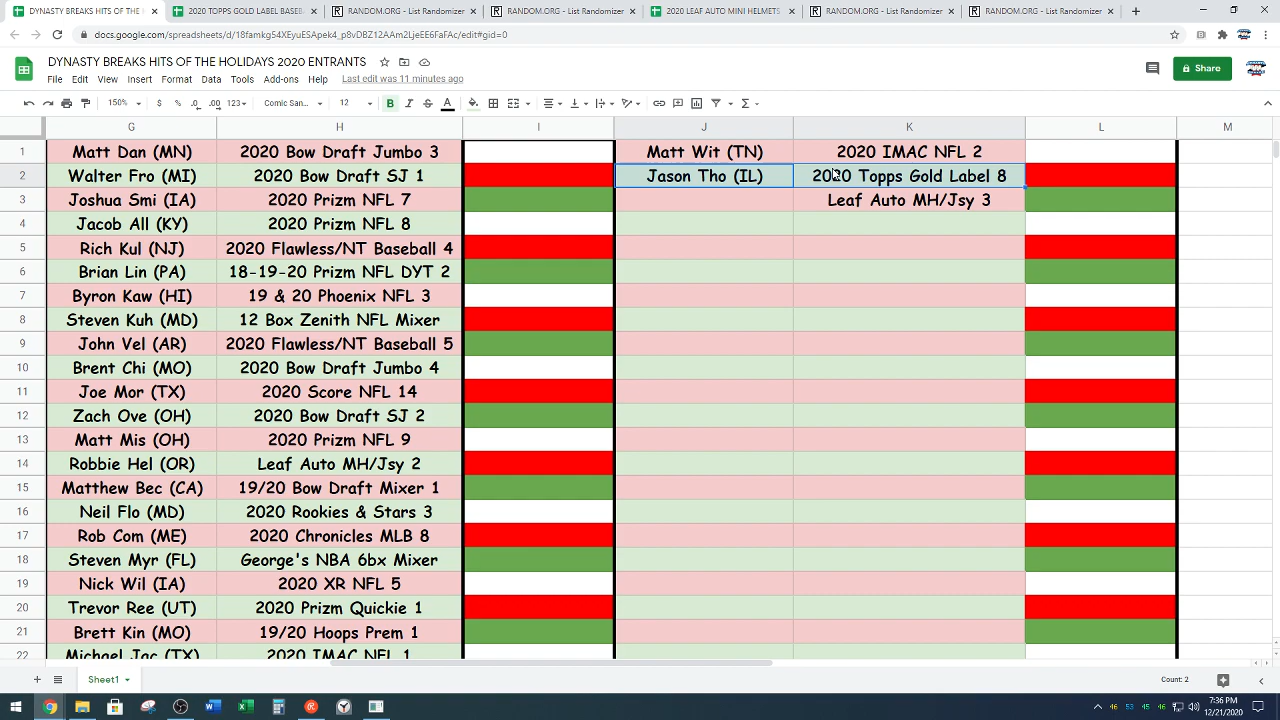 DYNASTY BREAKS HITS OF THE H
2020 TOPPS GOLD LABEL BASEB
RANDOM.ORG - List Randomizer
RANDOM.ORG - List Randomizer
2020 LEAF AUTO MINI HELMETS
RANDOM.ORG - List Randomizer
RANDOM.ORG - List Randomizer
docs.google.com/spreadsheets/d/18famkg54XEyuESApek4_p8vDBZ12AAm2LjeEE6FaFAc/edit#gid=0
DYNASTY BREAKS HITS OF THE HOLIDAYS 2020 ENTRANTS
File Edit View Insert Format Data Tools Add-ons Help Last edit was 11 minutes ago
Share
150% $ % .0 .00 123 Comic San... 12 B I S A
G H I J K L M
1 Matt Dan (MN) 2020 Bow Draft Jumbo 3 Matt Wit (TN) 2020 IMAC NFL 2
2 Walter Fro (MI) 2020 Bow Draft SJ 1 Jason Tho (IL) 2020 Topps Gold Label 8
3 Joshua Smi (IA) 2020 Prizm NFL 7 Leaf Auto MH/Jsy 3
4 Jacob All (KY) 2020 Prizm NFL 8
5 Rich Kul (NJ) 2020 Flawless/NT Baseball 4
6 Brian Lin (PA) 18-19-20 Prizm NFL DYT 2
7 Byron Kaw (HI) 19 & 20 Phoenix NFL 3
8 Steven Kuh (MD) 12 Box Zenith NFL Mixer
9 John Vel (AR) 2020 Flawless/NT Baseball 5
10 Brent Chi (MO) 2020 Bow Draft Jumbo 4
11 Joe Mor (TX) 2020 Score NFL 14
12 Zach Ove (OH) 2020 Bow Draft SJ 2
13 Matt Mis (OH) 2020 Prizm NFL 9
14 Robbie Hel (OR) Leaf Auto MH/Jsy 2
15 Matthew Bec (CA) 19/20 Bow Draft Mixer 1
16 Neil Flo (MD) 2020 Rookies & Stars 3
17 Rob Com (ME) 2020 Chronicles MLB 8
18 Steven Myr (FL) George's NBA 6bx Mixer
19 Nick Wil (IA) 2020 XR NFL 5
20 Trevor Ree (UT) 2020 Prizm Quickie 1
21 Brett Kin (MO) 19/20 Hoops Prem 1
22 Michael Jac (TX) 2020 IMAC NFL 1
Sheet1
Count: 2
46 53 45 46 7:36 PM
12/21/2020